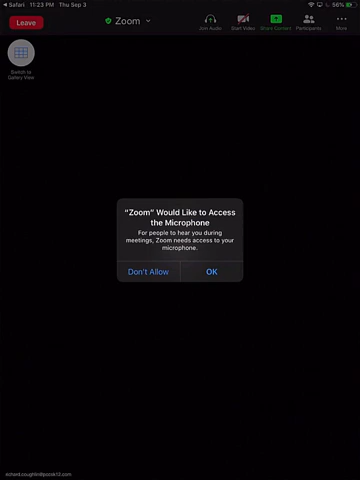 Safari 11:23 PM Thu Sep 3 56%
Leave
Zoom
Join Audio
Start Video
Share Content
Participants
More
Switch to
Gallery View
“Zoom” Would Like to Access
the Microphone
For people to hear you during
meetings, Zoom needs access to your
microphone.
Don't Allow
OK